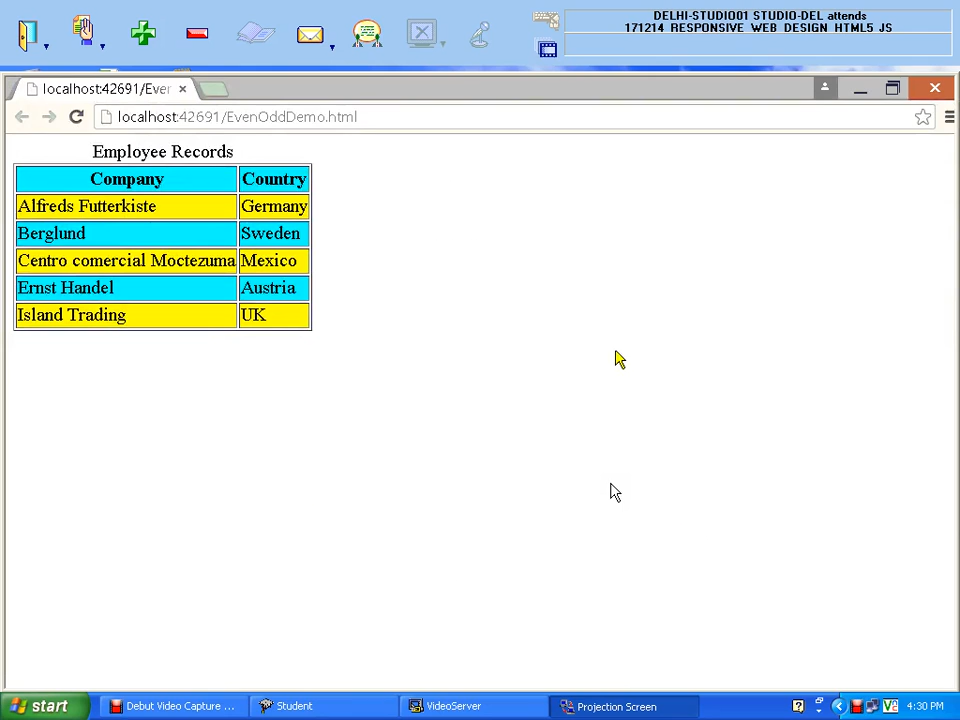 DELHI-STUDIO01 STUDIO-DEL attends
171214 RESPONSIVE WEB DESIGN HTML5 JS
localhost:42691/Ever
localhost:42691/EvenOddDemo.html
Employee Records
Company Country
Alfreds Futterkiste Germany
Berglund Sweden
Centro comercial Moctezuma Mexico
Ernst Handel Austria
Island Trading UK
start Debut Video Capture ... Student VideoServer Projection Screen 4:30 PM